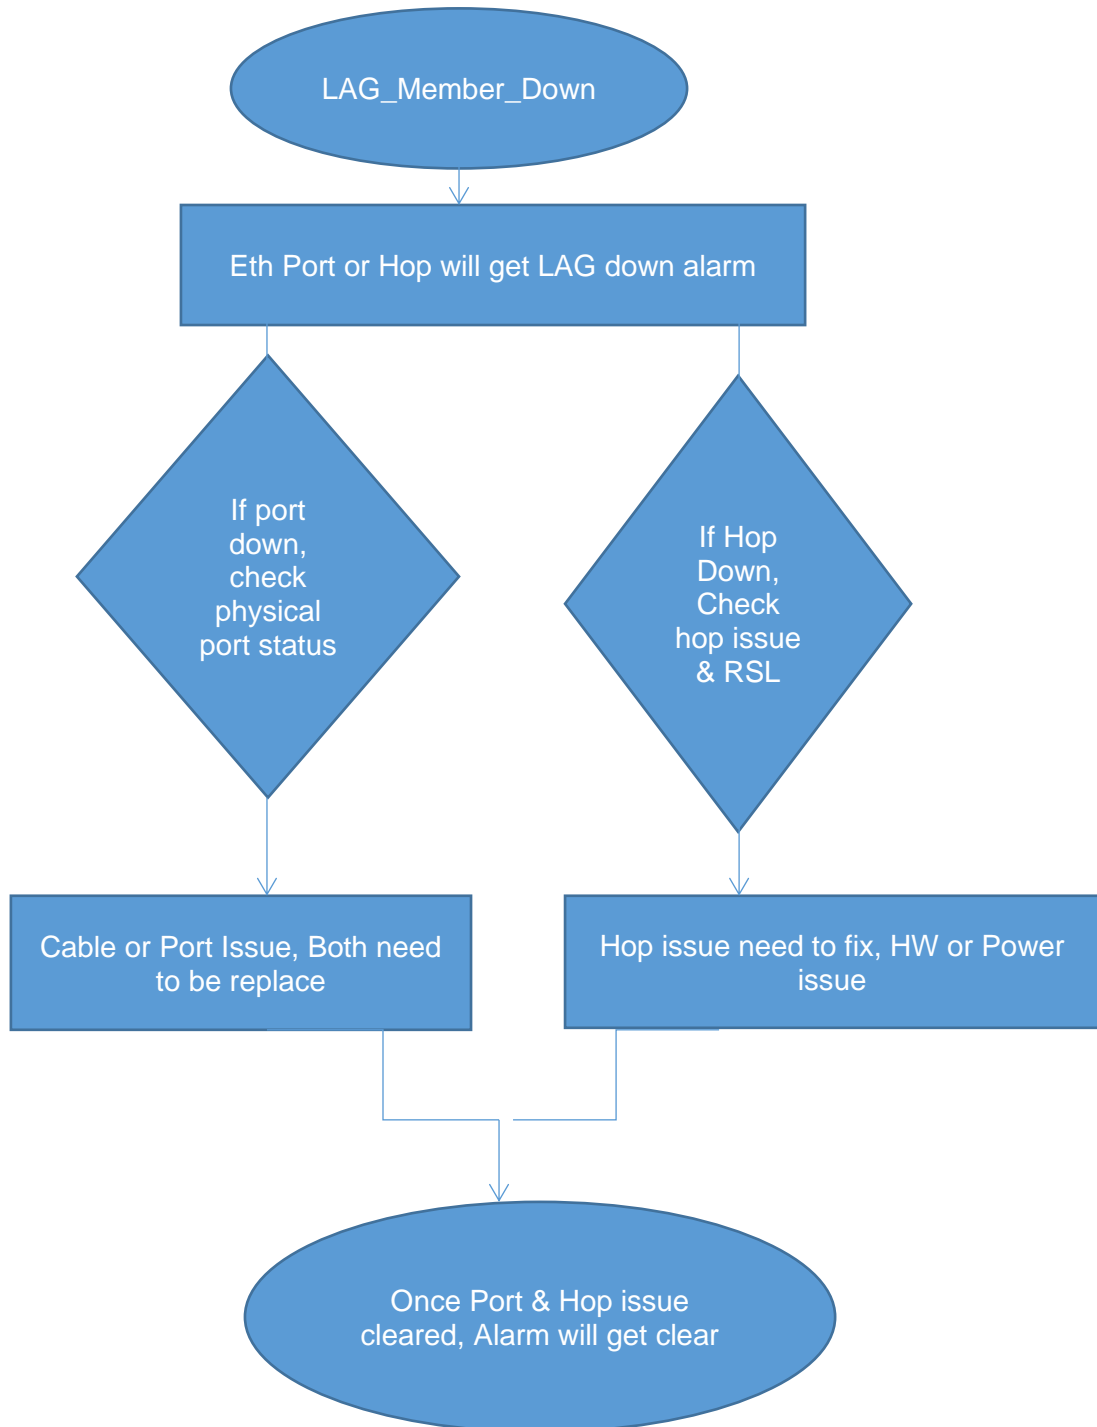 LAG_Member_Down
Eth Port or Hop will get LAG down alarm
If port
down,
check
physical
port status
If Hop
Down,
Check
hop issue
& RSL
Cable or Port Issue, Both need
to be replace
Hop issue need to fix, HW or Power
issue
Once Port & Hop issue
cleared, Alarm will get clear